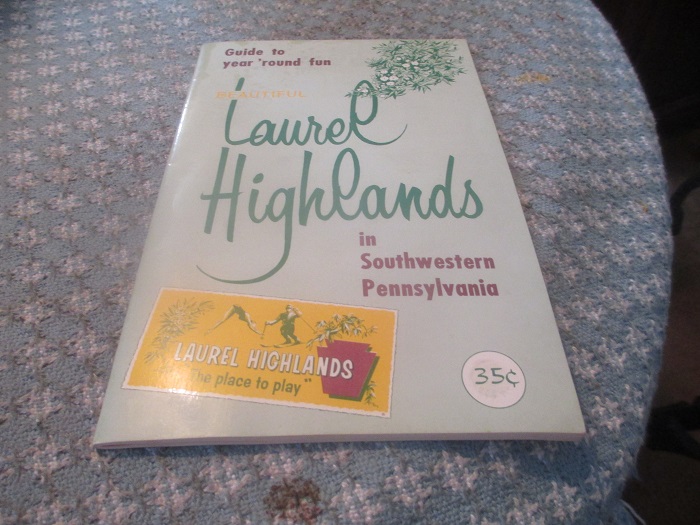 Guide to
year 'round fun
BEAUTIFUL
Laurel
Highlands
in
Southwestern
Pennsylvania
LAUREL HIGHLANDS
"The place to play"
35¢